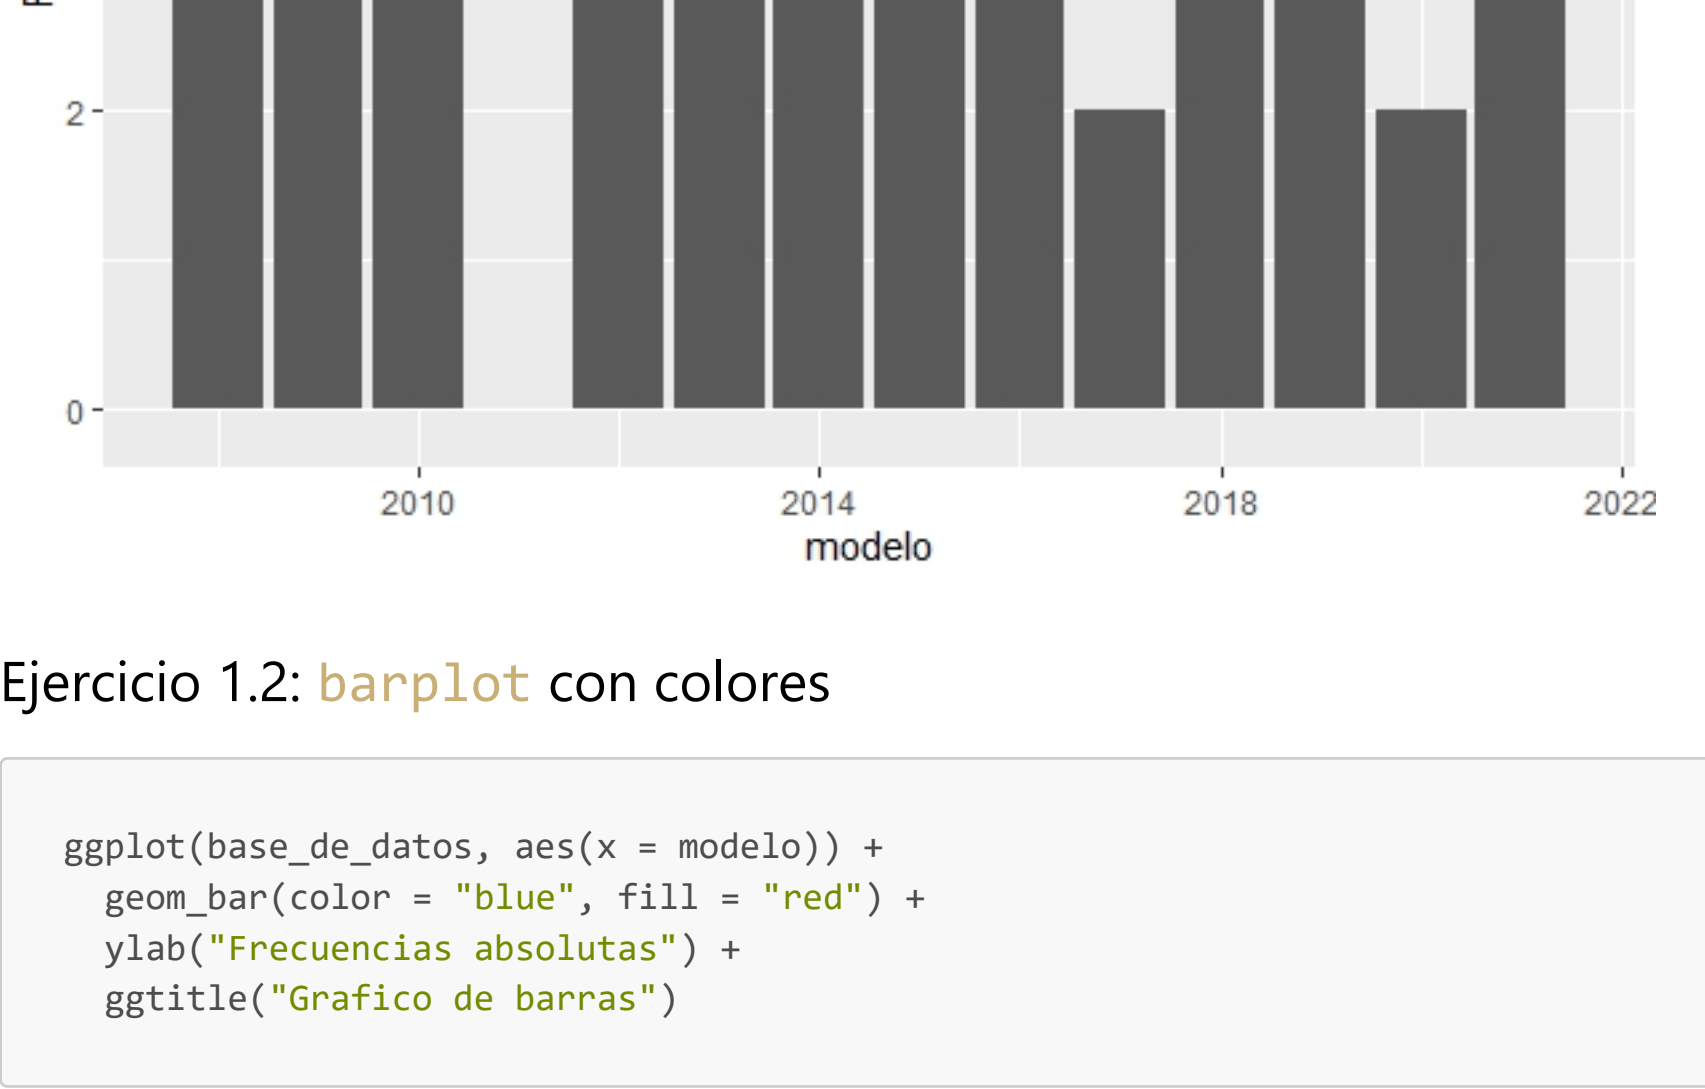 2
0
2010 2014 2018 2022
modelo
Ejercicio 1.2: barplot con colores
ggplot(base_de_datos, aes(x = modelo)) +
geom_bar(color = "blue", fill = "red") +
ylab("Frecuencias absolutas") +
ggtitle("Grafico de barras")